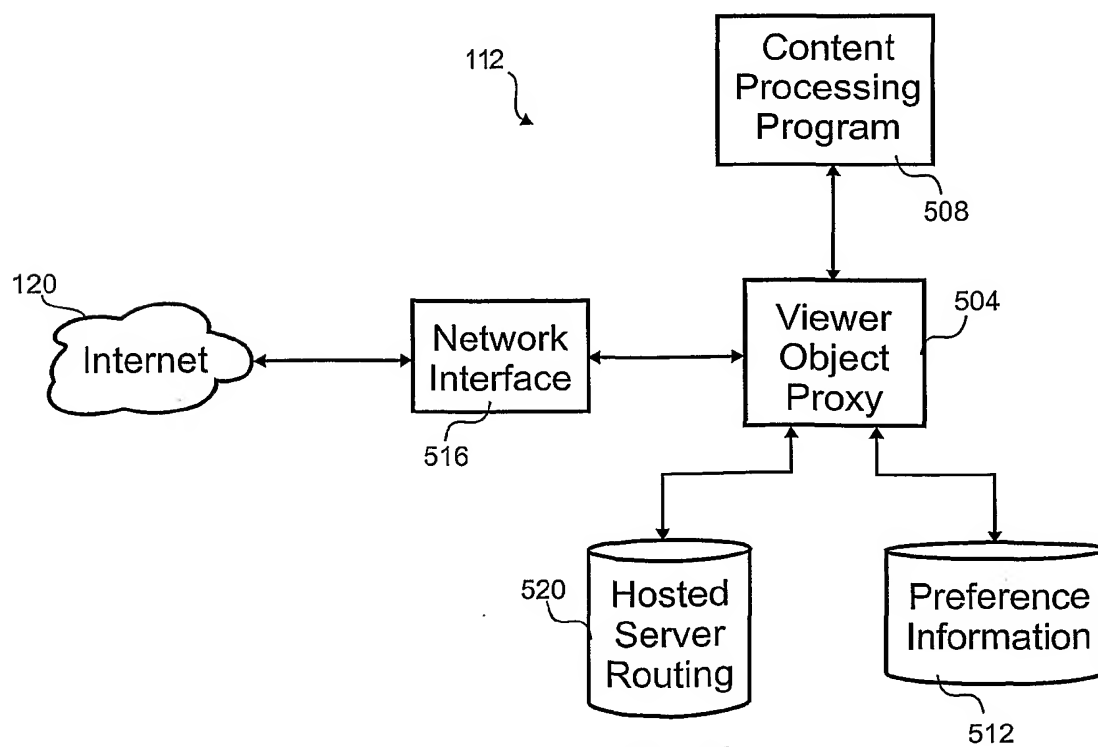 112
Content
Processing
Program
508
120
Internet
Network
Interface
516
Viewer
Object
Proxy
504
520
Hosted
Server
Routing
Preference
Information
512